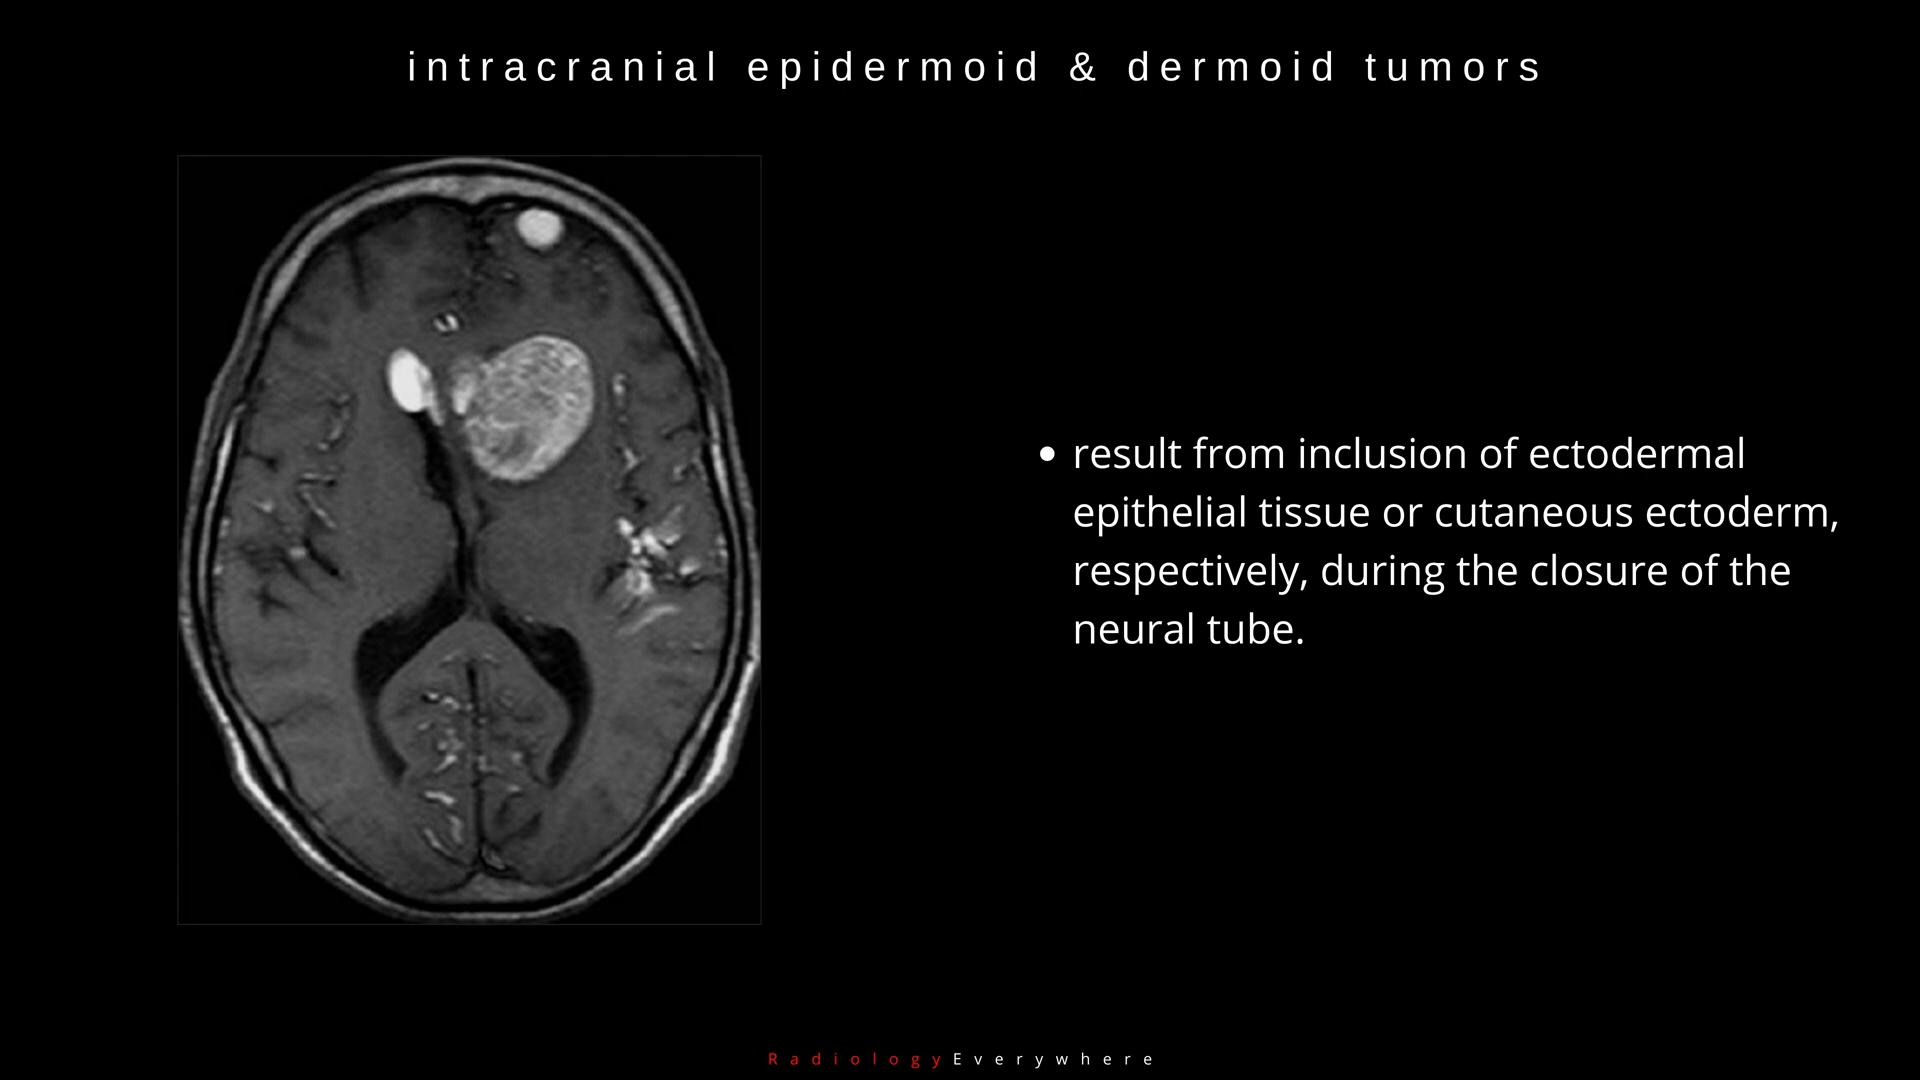 intracranial epidermoid & dermoid tumors
• result from inclusion of ectodermal
epithelial tissue or cutaneous ectoderm,
respectively, during the closure of the
neural tube.
RadiologyEverywhere